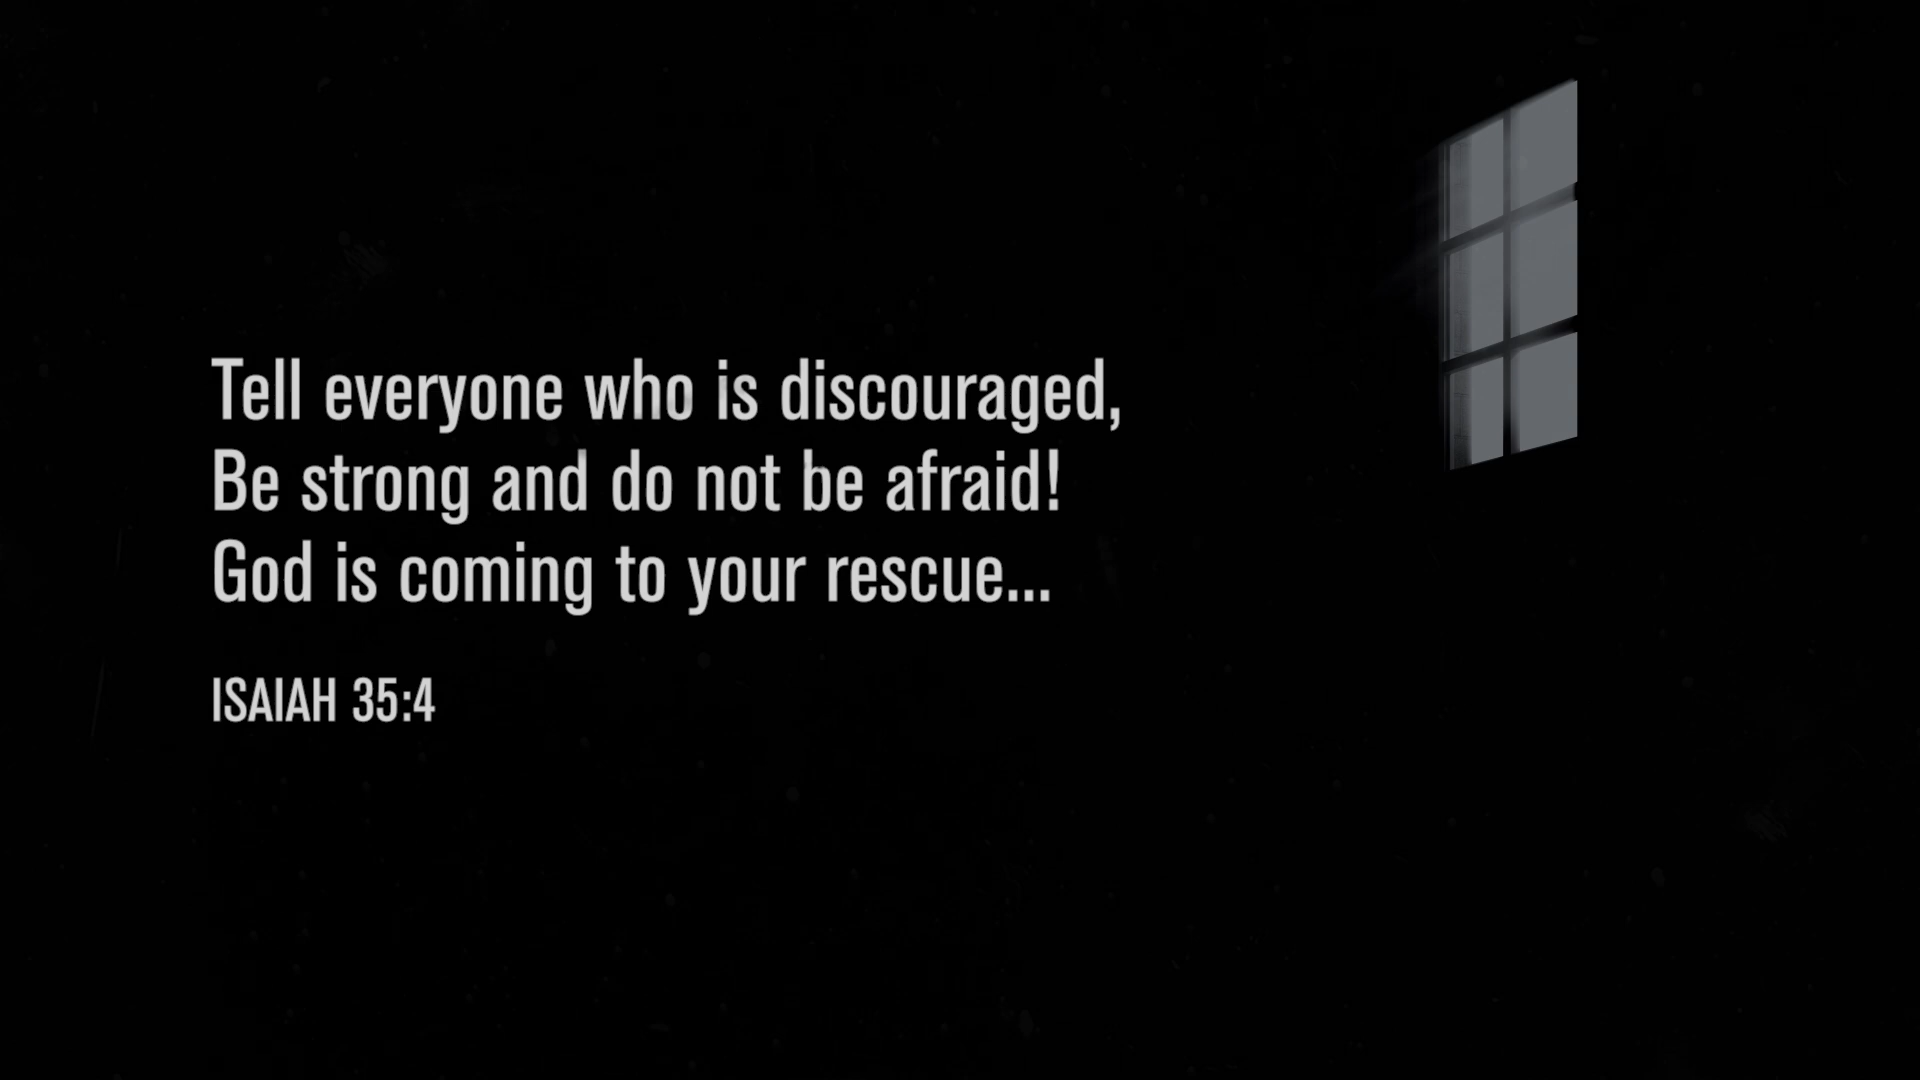 Tell everyone who is discouraged,
Be strong and do not be afraid!
God is coming to your rescue...
ISAIAH 35:4